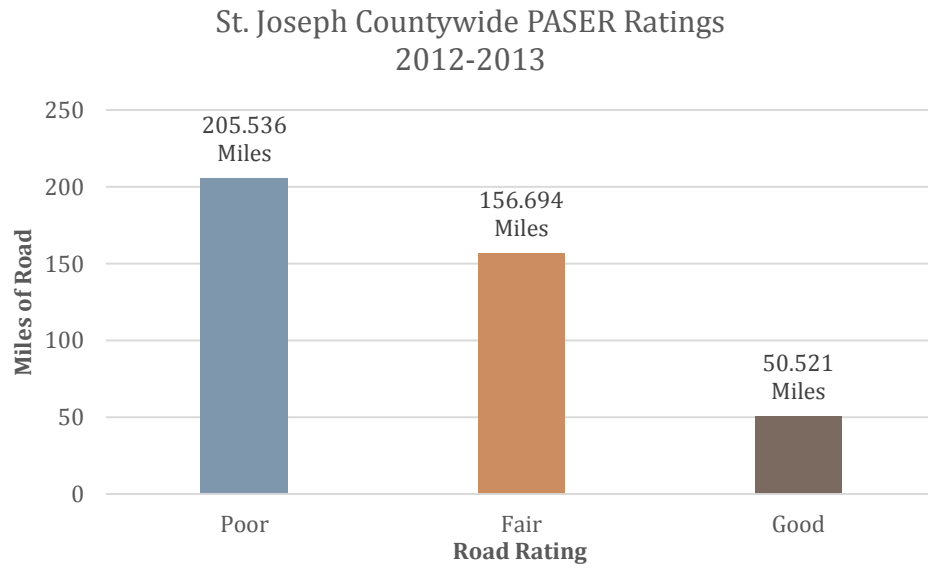 St. Joseph Countywide PASER Ratings
2012-2013
250
200
150
100
50
0
Miles of Road
205.536
Miles
156.694
Miles
50.521
Miles
Poor
Fair
Good
Road Rating